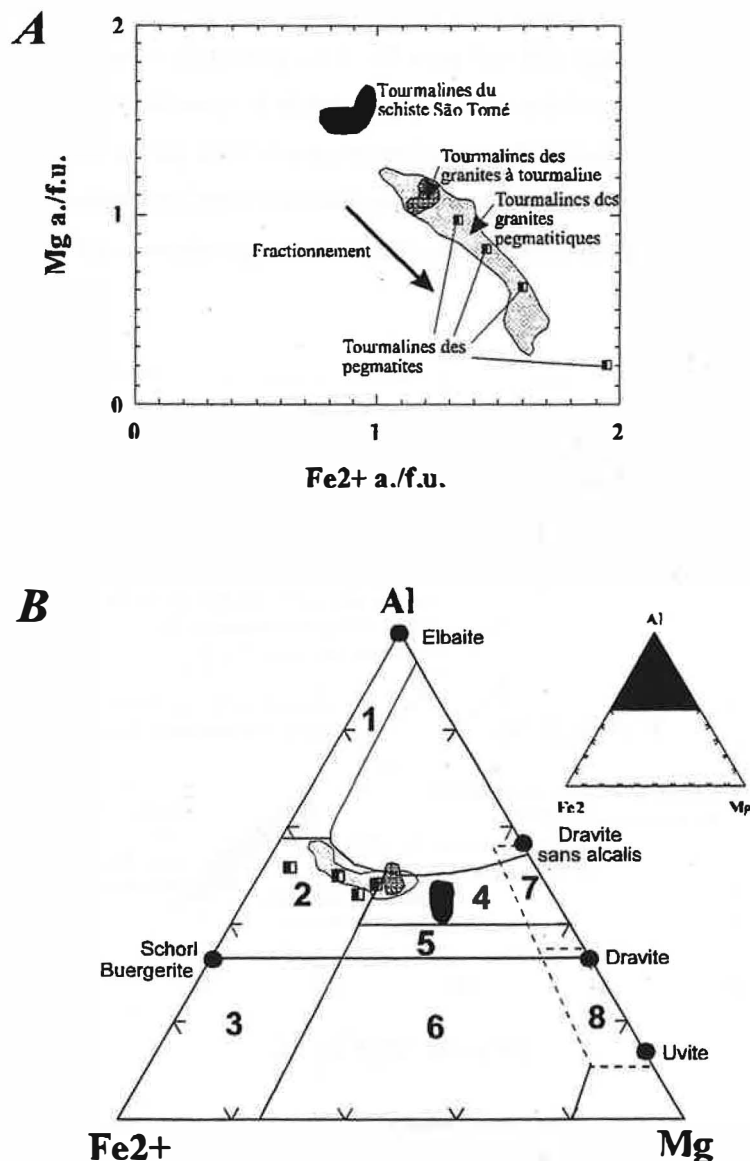 A
2
Tourmalines du
schiste São Tomé
Tourmalines des
granites à tourmaline
Tourmalines des
granites
pegmatitiques
Mg a./f.u.
1
Fractionnement
Tourmalines des
pegmatites
0
0
1
2
Fe2+ a./f.u.
B
Al
Elbaite
Al
1
Fe2
Mg
Dravite
sans alcalis
2
4
7
5
Schorl
Buergerite
Dravite
3
6
8
Uvite
Fe2+
Mg